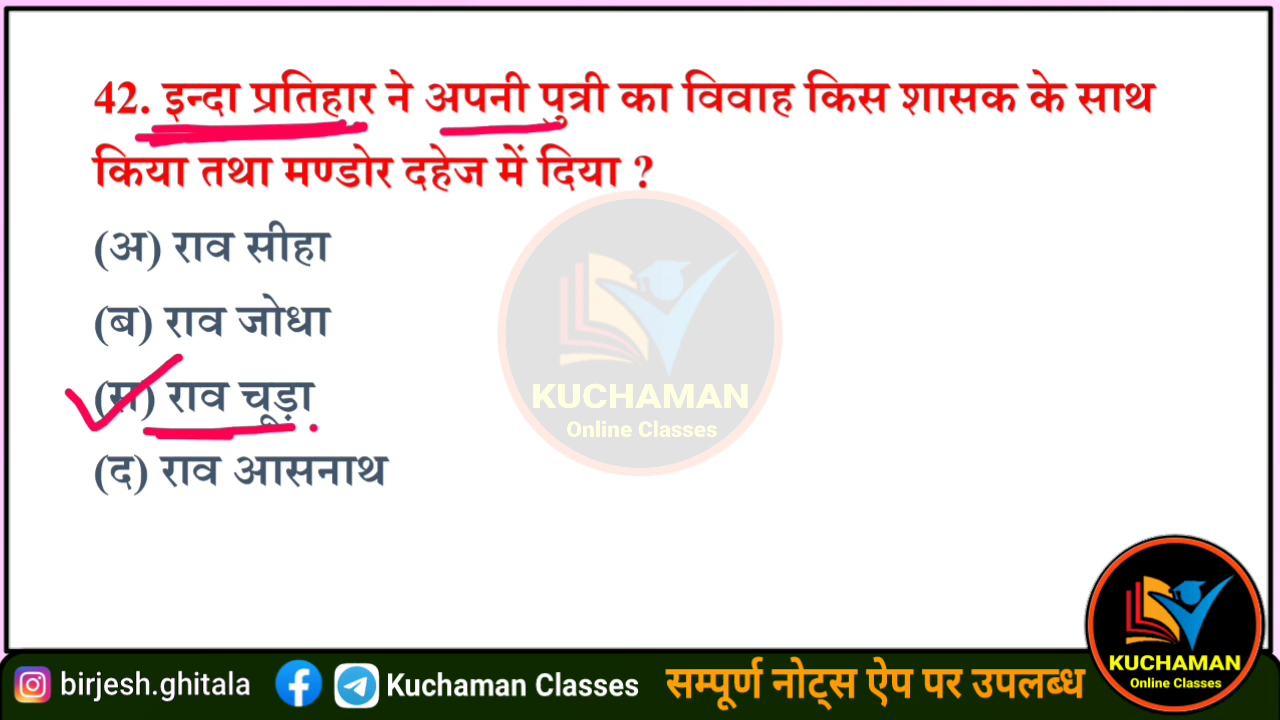 42. इन्दा प्रतिहार ने अपनी पुत्री का विवाह किस शासक के साथ
किया तथा मण्डोर दहेज में दिया ?
(अ) राव सीहा
(ब) राव जोधा
(स) राव चूड़ा
(द) राव आसनाथ
KUCHAMAN
Online Classes
KUCHAMAN
Online Classes
birjesh.ghitala
Kuchaman Classes
सम्पूर्ण नोट्स ऐप पर उपलब्ध